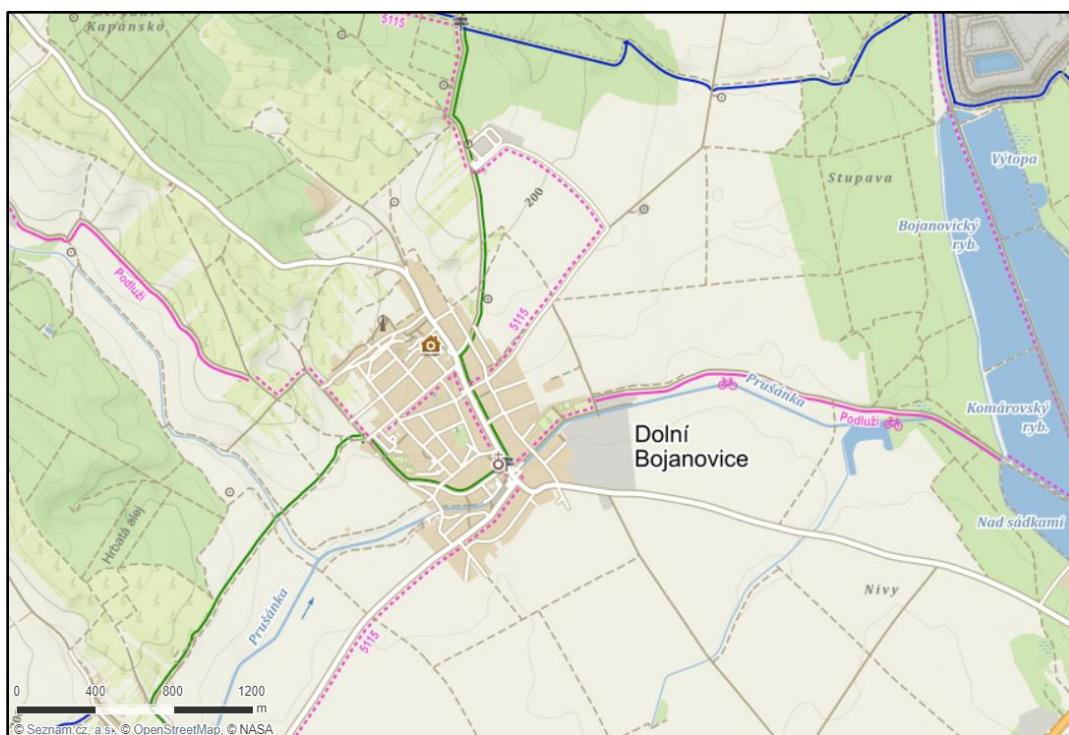 Kapánsko
5115
Výtopa
Stupava
200
Bojanovický
ryb.
Podluží
5115
Prušánka
Podluží
Komárovský
ryb.
Dolní
Bojanovice
Nad sádkami
Hrbatá alej
Nivy
Prušánka
5115
0 400 800 1200
m
© Seznam.cz, a.s., © OpenStreetMap, © NASA